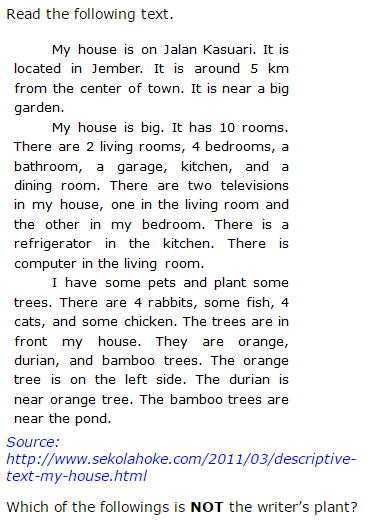 Read the following text.
My house is on Jalan Kasuari. It is
located in Jember. It is around 5 km
from the center of town. It is near a big
garden.
My house is big. It has 10 rooms.
There are 2 living rooms, 4 bedrooms, a
bathroom, a garage, kitchen, and a
dining room. There are two televisions
in my house, one in the living room and
the other in my bedroom. There is a
refrigerator in the kitchen. There is
computer in the living room.
I have some pets and plant some
trees. There are 4 rabbits, some fish, 4
cats, and some chicken. The trees are in
front my house. They are orange,
durian, and bamboo trees. The orange
tree is on the left side. The durian is
near orange tree. The bamboo trees are
near the pond.
Source:
http://www.sekolahoke.com/2011/03/descriptive-
text-my-house.html
Which of the followings is NOT the writer's plant?